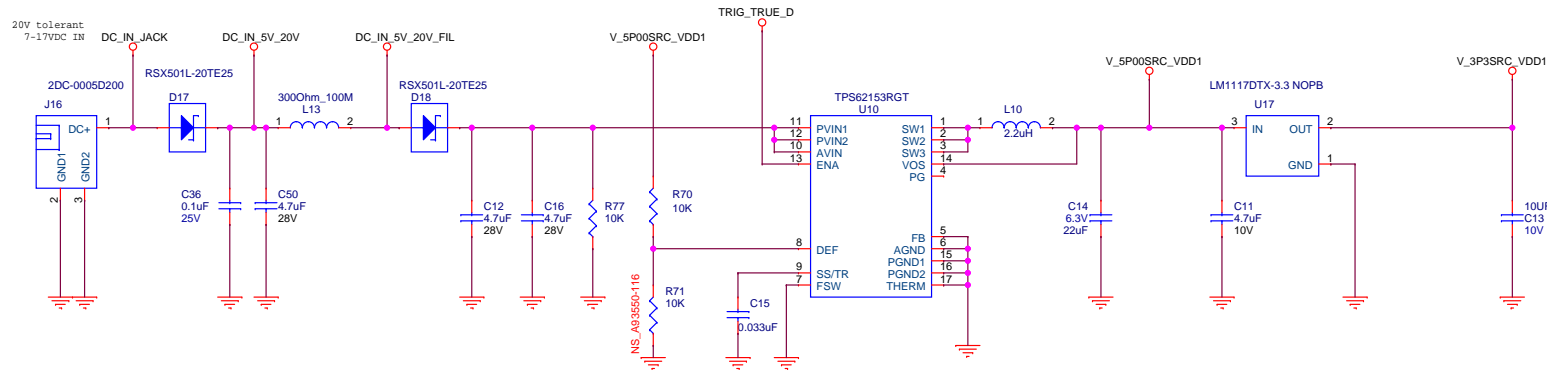 20V tolerant
7-17VDC IN
DC_IN_JACK
DC_IN_5V_20V
DC_IN_5V_20V_FIL
V_5P00SRC_VDD1
TRIG_TRUE_D
V_5P00SRC_VDD1
V_3P3SRC_VDD1
2DC-0005D200
J16
DC+
1
GND1
GND2
2
3
RSX501L-20TE25
D17
300Ohm_100M
L13
1
2
RSX501L-20TE25
D18
C36
0.1uF
25V
C50
4.7uF
28V
C12
4.7uF
28V
C16
4.7uF
28V
R77
10K
R70
10K
R71
10K
NS_A93550-116
C15
0.033uF
TPS62153RGT
U10
11
PVIN1
12
PVIN2
10
AVIN
13
ENA
8
DEF
9
SS/TR
7
FSW
SW1
1
SW2
2
SW3
3
VOS
14
PG
4
FB
5
AGND
6
PGND1
15
PGND2
16
THERM
17
L10
1
2
2.2uH
C14
6.3V
22uF
C11
4.7uF
10V
LM1117DTX-3.3 NOPB
U17
3
IN
OUT
2
GND
1
10UF
C13
10V